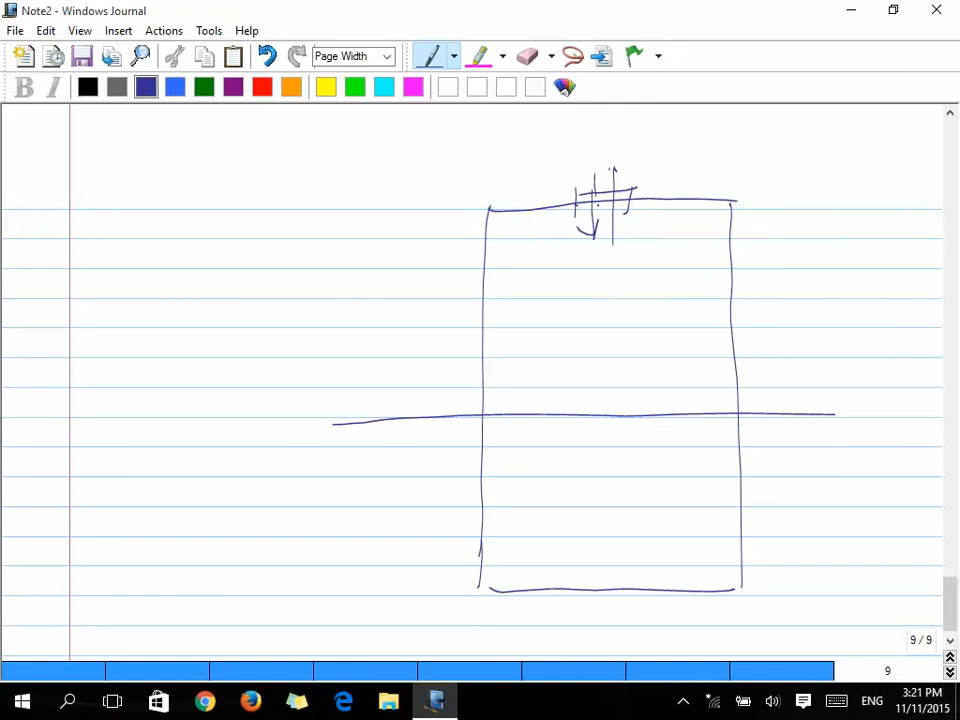 Note2 - Windows Journal
File Edit View Insert Actions Tools Help
Page Width
B I
9 / 9
9
ENG
3:21 PM
11/11/2015